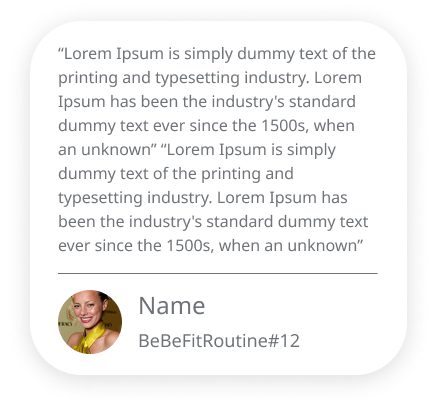 “Lorem Ipsum is simply dummy text of the
printing and typesetting industry. Lorem
Ipsum has been the industry's standard
dummy text ever since the 1500s, when
an unknown” “Lorem Ipsum is simply
dummy text of the printing and
typesetting industry. Lorem Ipsum has
been the industry's standard dummy text
ever since the 1500s, when an unknown”
Name
BeBeFitRoutine#12